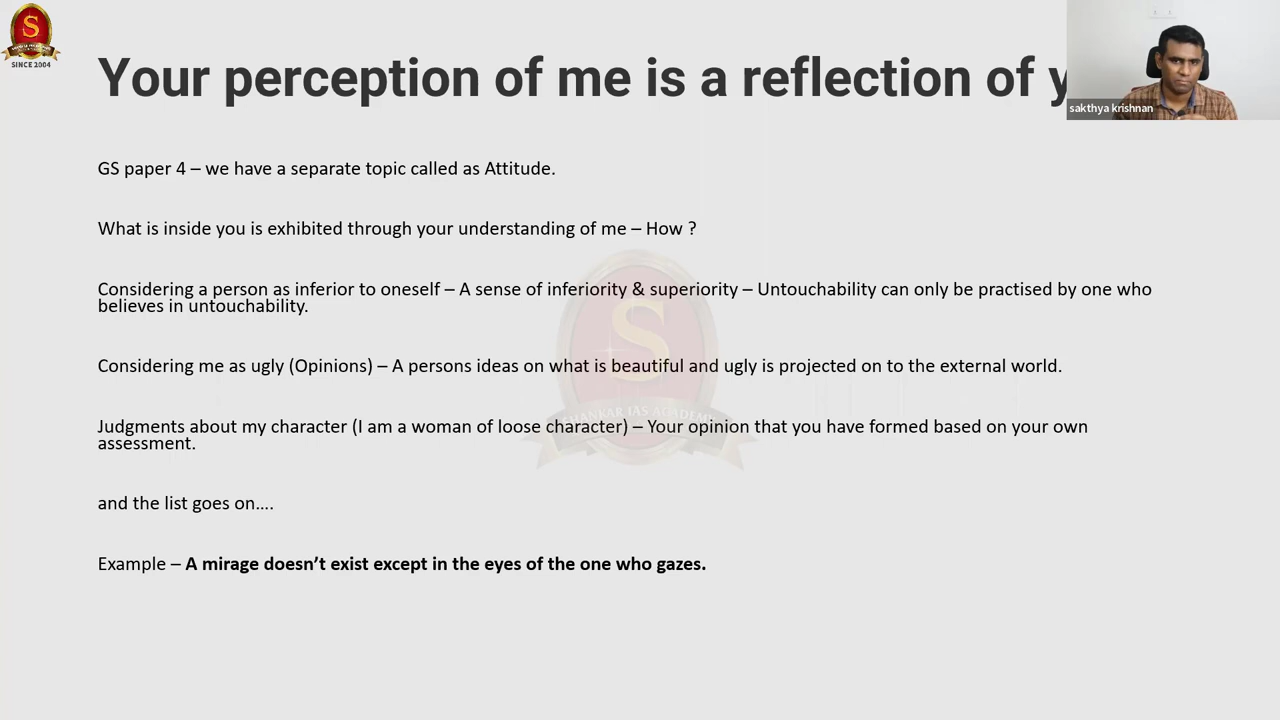 S
SINCE 2004
Your perception of me is a reflection of y
sakthya krishnan
GS paper 4 – we have a separate topic called as Attitude.
What is inside you is exhibited through your understanding of me – How ?
Considering a person as inferior to oneself – A sense of inferiority & superiority – Untouchability can only be practised by one who
believes in untouchability.
Considering me as ugly (Opinions) – A persons ideas on what is beautiful and ugly is projected on to the external world.
S
SHANKAR IAS ACADEMY
Judgments about my character (I am a woman of loose character) – Your opinion that you have formed based on your own
assessment.
and the list goes on….
Example – A mirage doesn’t exist except in the eyes of the one who gazes.